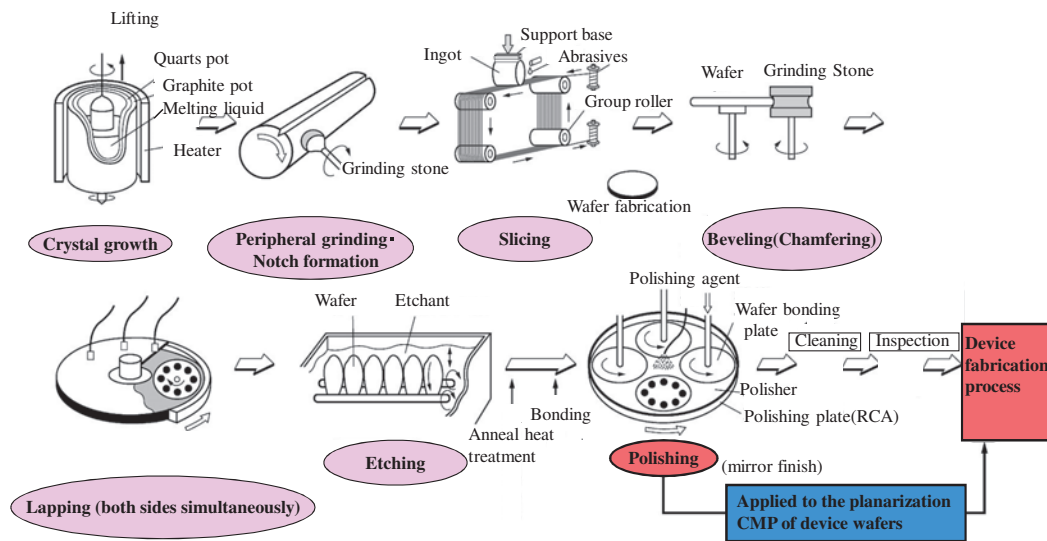 Lifting
Quarts pot
Graphite pot
Melting liquid
Heater
Crystal growth
Grinding stone
Peripheral grinding·
Notch formation
Support base
Ingot
Abrasives
Group roller
Wafer fabrication
Slicing
Wafer
Grinding Stone
Beveling(Chamfering)
Lapping (both sides simultaneously)
Wafer
Etchant
Etching
Anneal heat
treatment
Bonding
Polishing agent
Wafer bonding
plate
Polisher
Polishing plate(RCA)
Polishing
(mirror finish)
Cleaning
Inspection
Device
fabrication
process
Applied to the planarization
CMP of device wafers